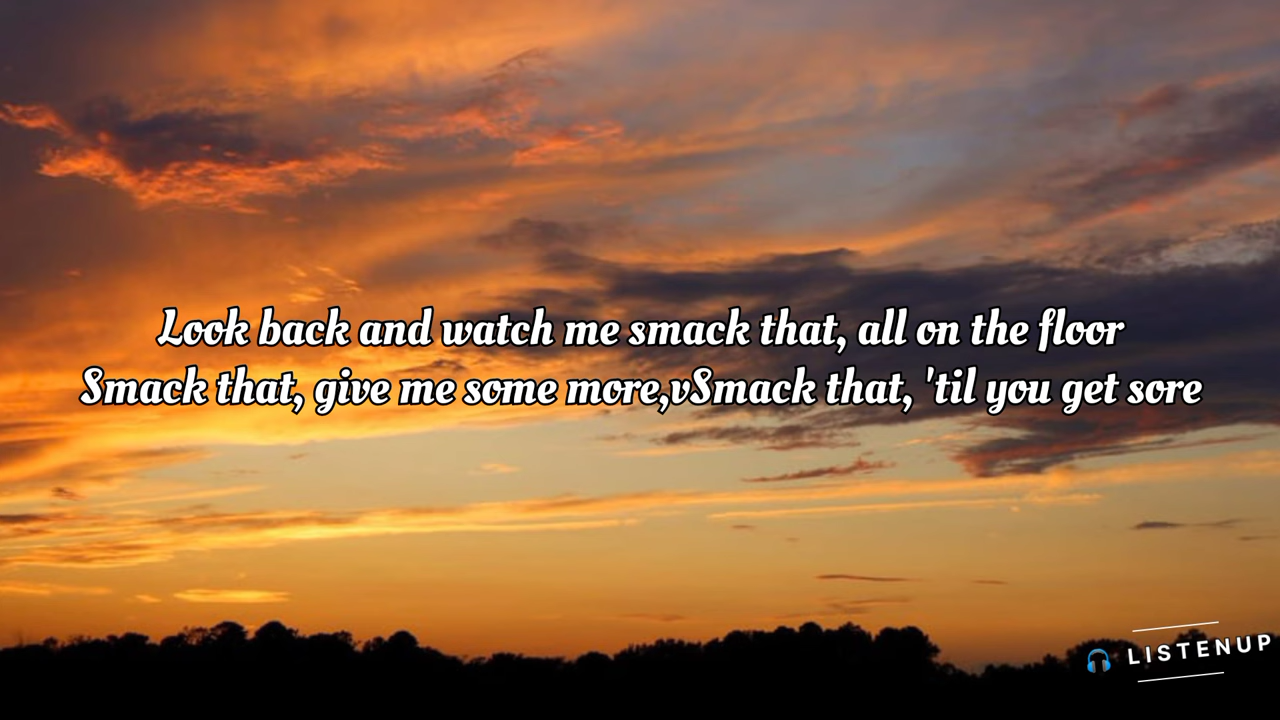 Look back and watch me smack that, all on the floor
Smack that, give me some more,vSmack that, 'til you get sore
LISTENUP